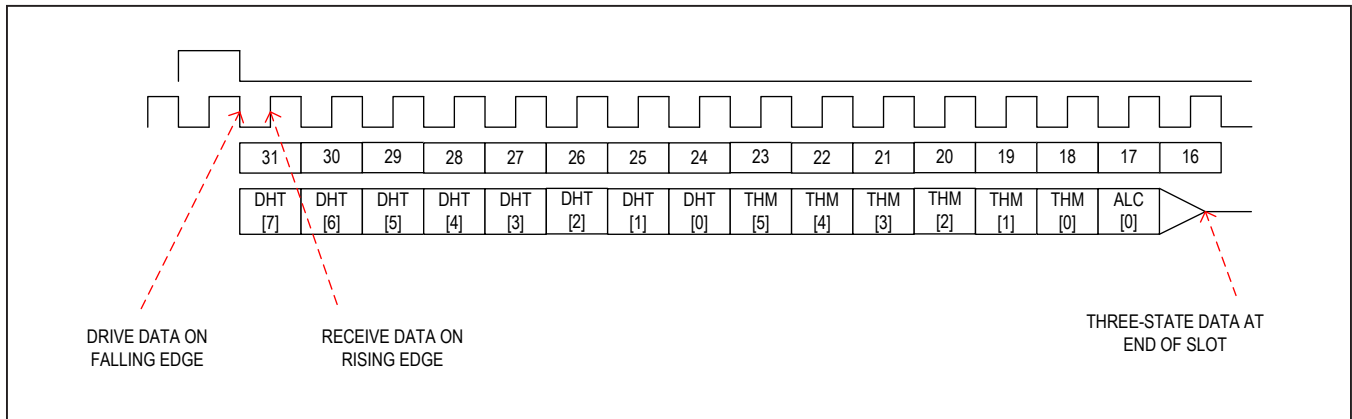 31 30 29 28 27 26 25 24 23 22 21 20 19 18 17 16
DHT DHT DHT DHT DHT DHT DHT DHT THM THM THM THM THM THM ALC
[7] [6] [5] [4] [3] [2] [1] [0] [5] [4] [3] [2] [1] [0] [0]
DRIVE DATA ON
FALLING EDGE
RECEIVE DATA ON
RISING EDGE
THREE-STATE DATA AT
END OF SLOT